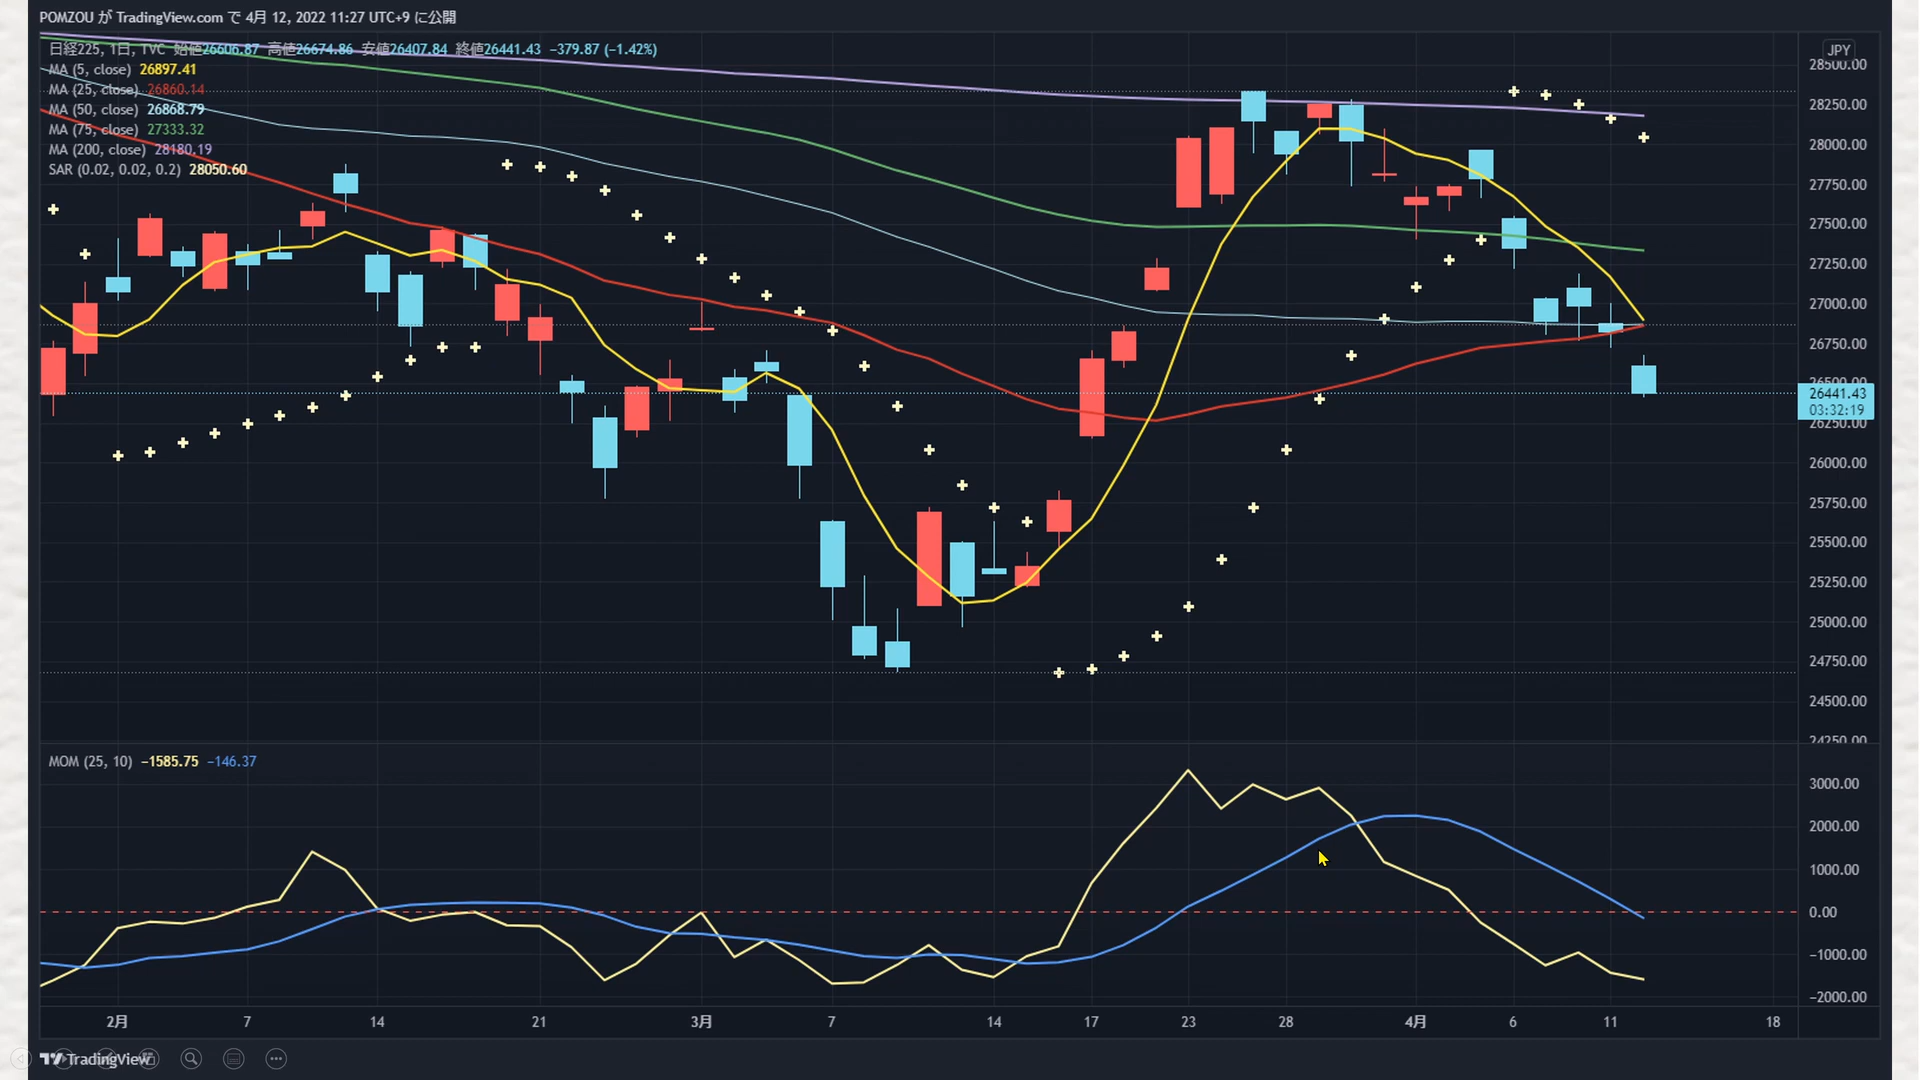 POMZOU が TradingView.com で 4月 12, 2022 11:27 UTC+9 に公開
日経225, 1日, TVC 始値26606.87 高値26674.86 安値26407.84 終値26441.43 −379.87 (−1.42%)
MA (5, close) 26897.41
MA (25, close) 26860.14
MA (50, close) 26868.79
MA (75, close) 27333.32
MA (200, close) 28180.19
SAR (0.02, 0.02, 0.2) 28050.60
JPY
28500.00
28250.00
28000.00
27750.00
27500.00
27250.00
27000.00
26750.00
26500.00
26441.43
03:32:19
26250.00
26000.00
25750.00
25500.00
25250.00
25000.00
24750.00
24500.00
24250.00
MOM (25, 10) −1585.75 −146.37
3000.00
2000.00
1000.00
0.00
−1000.00
−2000.00
2月 7 14 21 3月 7 14 17 23 28 4月 6 11 18
TradingView